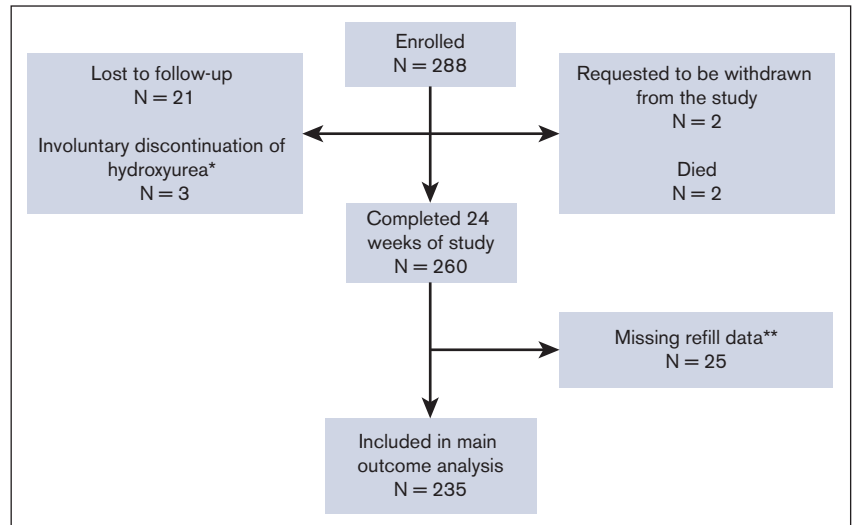 Enrolled
N = 288
Lost to follow-up
N = 21
Involuntary discontinuation of
hydroxyurea*
N = 3
Requested to be withdrawn
from the study
N = 2
Died
N = 2
Completed 24
weeks of study
N = 260
Missing refill data**
N = 25
Included in main
outcome analysis
N = 235